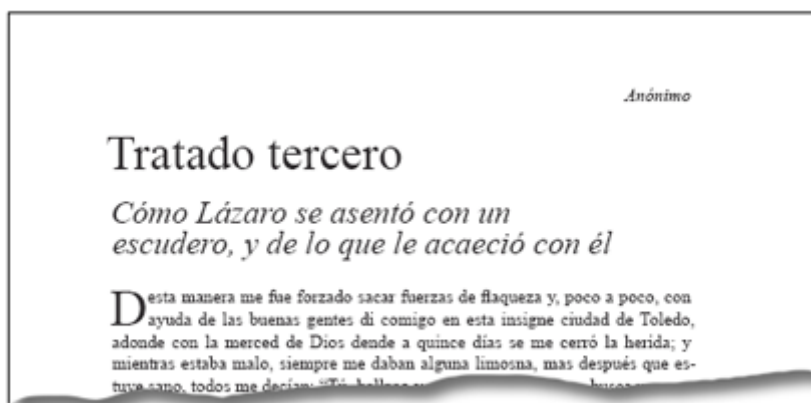 Anónimo
Tratado tercero
Cómo Lázaro se asentó con un
escudero, y de lo que le acaeció con él
Desta manera me fue forzado sacar fuerzas de flaqueza y, poco a poco, con
ayuda de las buenas gentes di comigo en esta insigne ciudad de Toledo,
adonde con la merced de Dios dende a quince días se me cerró la herida; y
mientras estaba malo, siempre me daban alguna limosna, mas después que es-
tuve sano, todos me decían: “Tú,